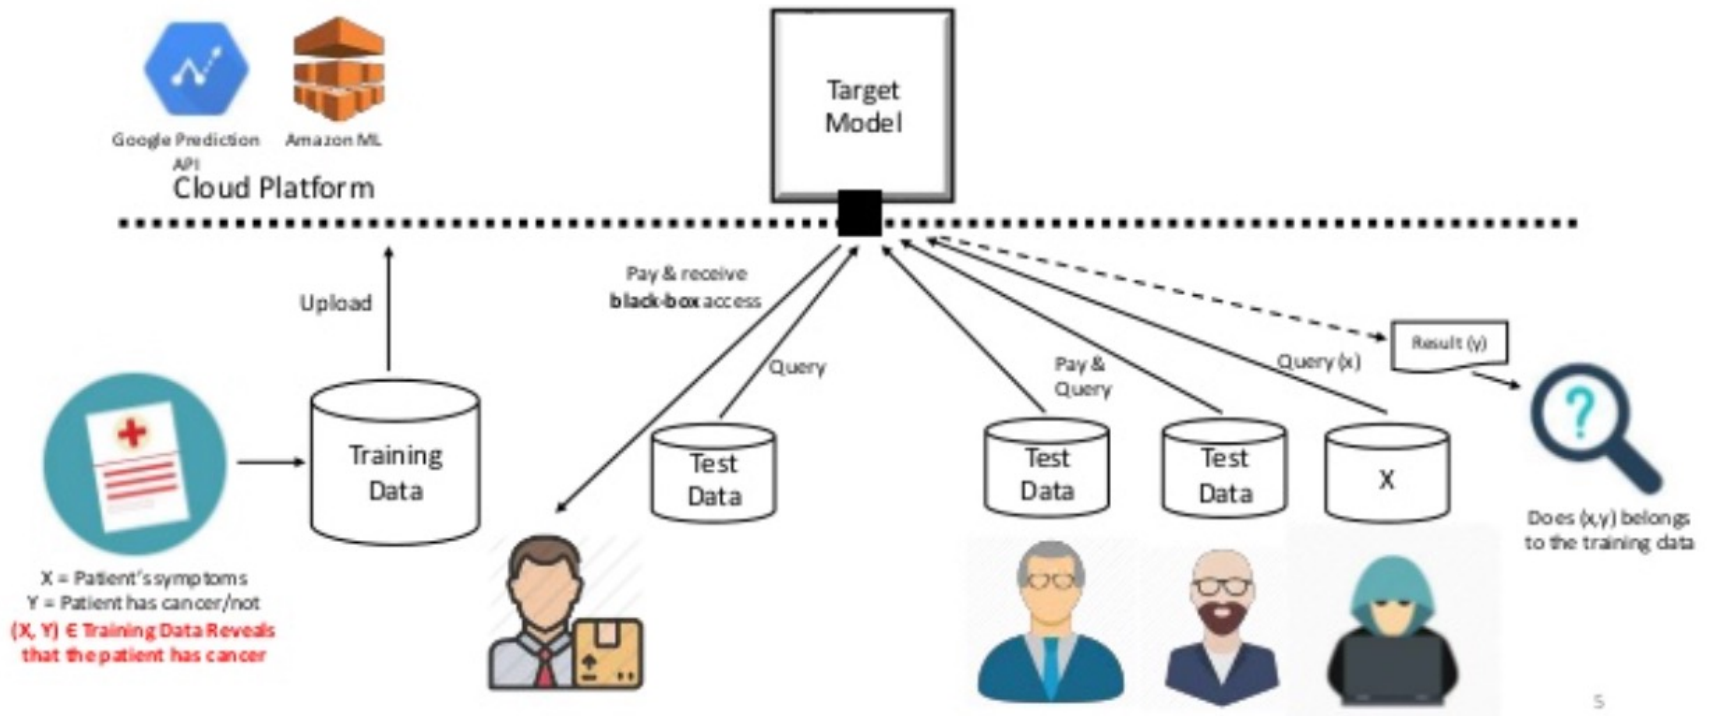 Google Prediction
API
Amazon ML
Cloud Platform
Target
Model
Upload
Pay & receive
black-box access
Query
Pay &
Query
Query (x)
Result (y)
?
Training
Data
Test
Data
Test
Data
Test
Data
X
Does (x,y) belongs
to the training data
X = Patient's symptoms
Y = Patient has cancer/not
(X, Y) € Training Data Reveals
that the patient has cancer
5